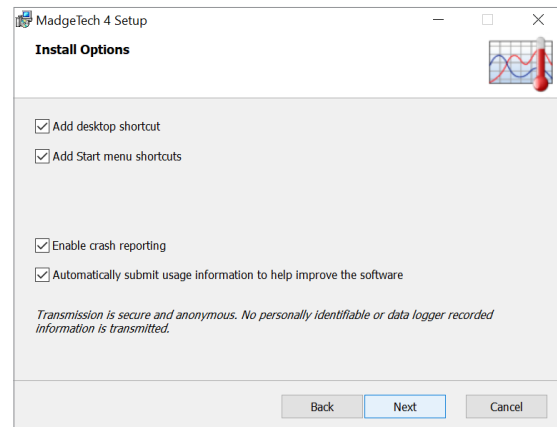 MadgeTech 4 Setup
Install Options
Add desktop shortcut
Add Start menu shortcuts
Enable crash reporting
Automatically submit usage information to help improve the software
Transmission is secure and anonymous. No personally identifiable or data logger recorded
information is transmitted.
Back Next Cancel